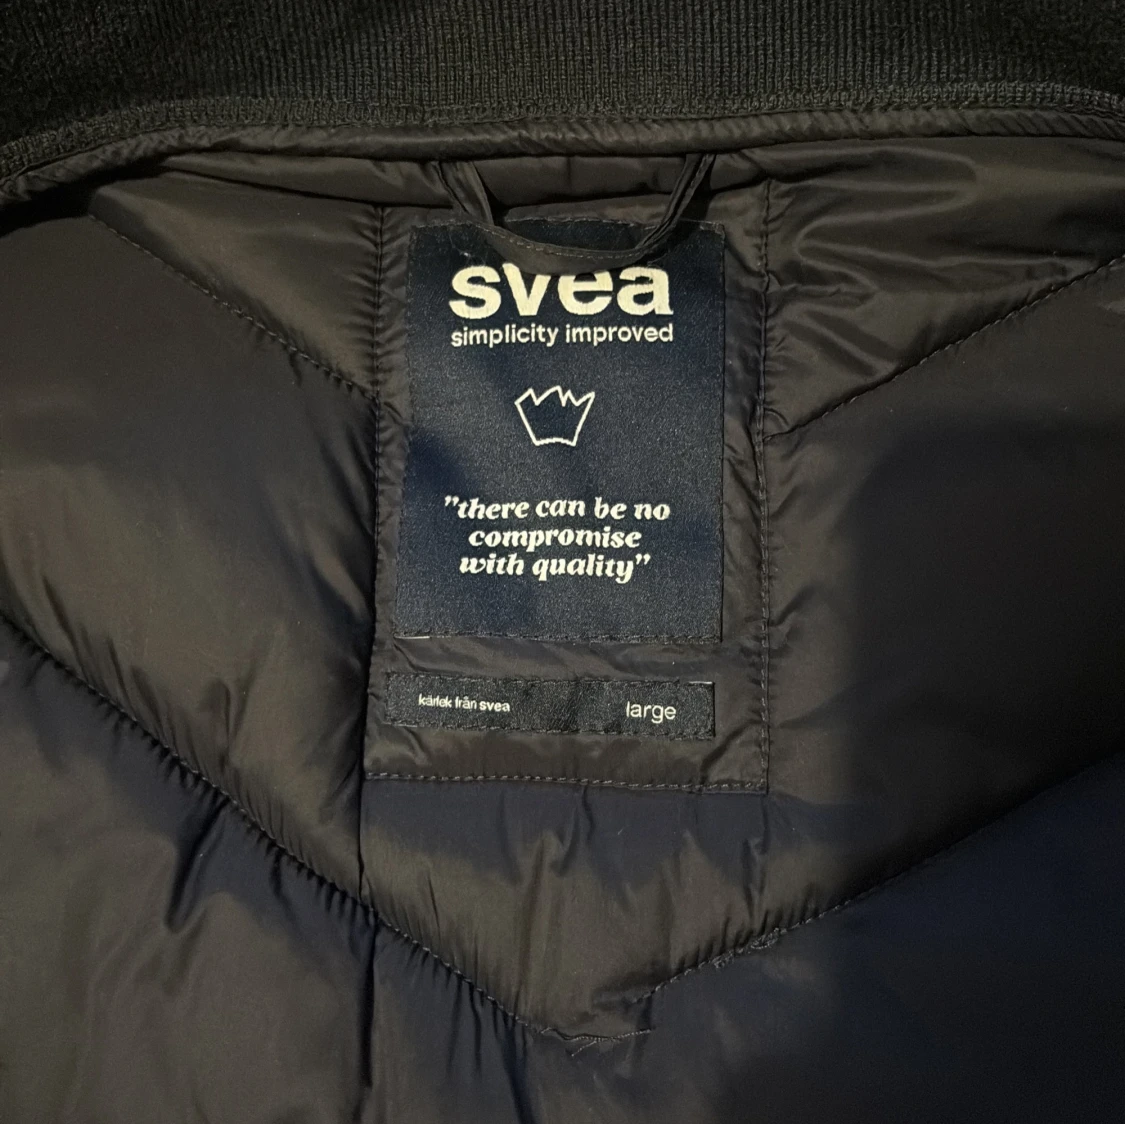 svea
simplicity improved
"there can be no
compromise
with quality"
kärlek från svea
large